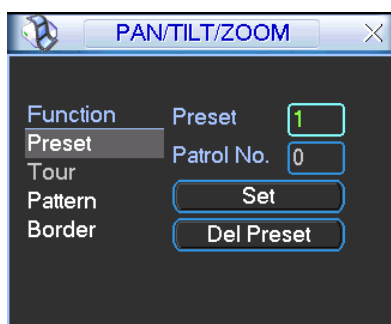 PAN/TILT/ZOOM
Function
Preset
Tour
Pattern
Border
Preset 1
Patrol No. 0
Set
Del Preset